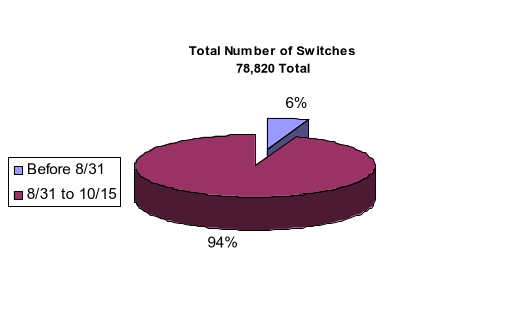 Total Number of Switches
78,820 Total
6%
Before 8/31
8/31 to 10/15
94%